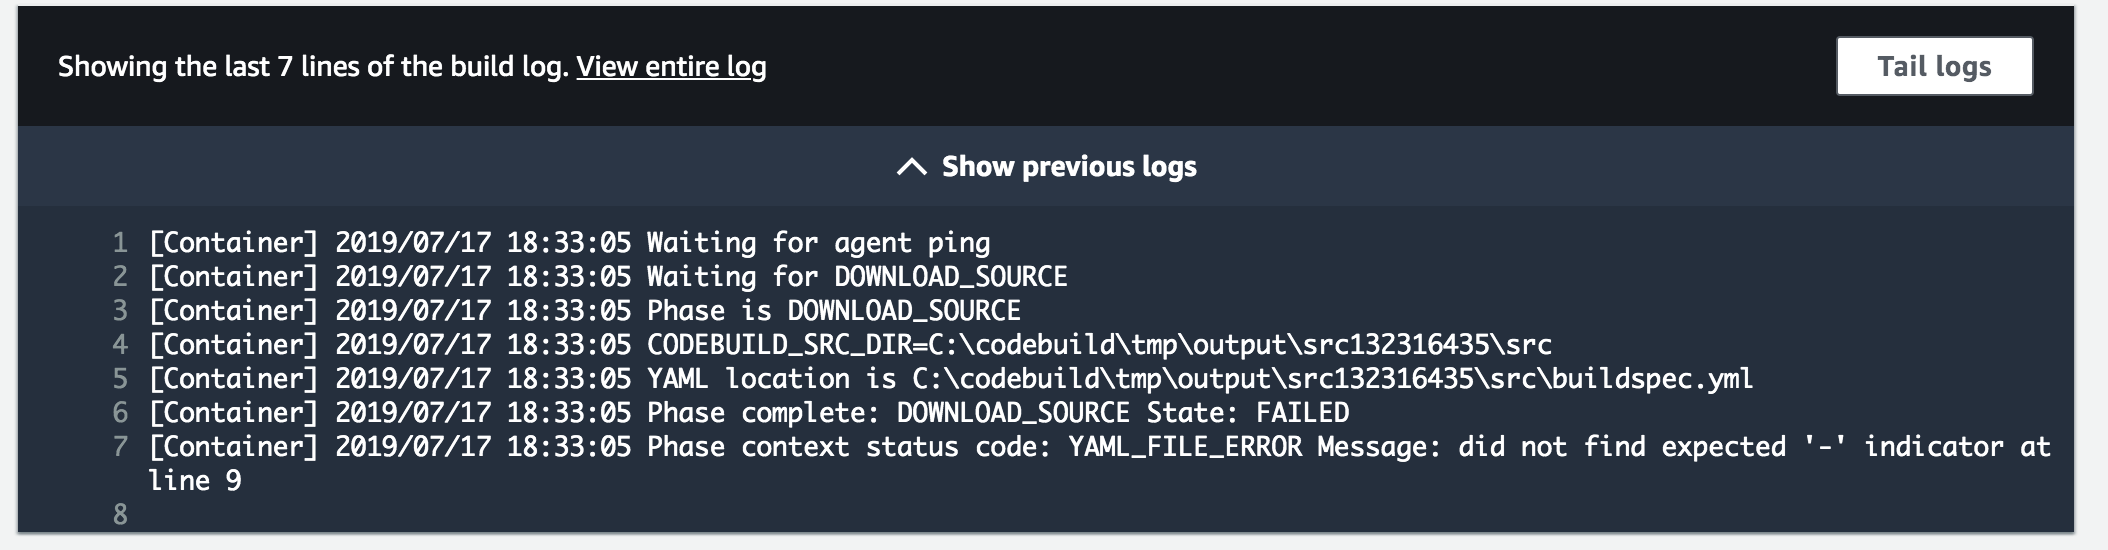 Showing the last 7 lines of the build log. View entire log
Tail logs
Show previous logs
1 [Container] 2019/07/17 18:33:05 Waiting for agent ping
2 [Container] 2019/07/17 18:33:05 Waiting for DOWNLOAD_SOURCE
3 [Container] 2019/07/17 18:33:05 Phase is DOWNLOAD_SOURCE
4 [Container] 2019/07/17 18:33:05 CODEBUILD_SRC_DIR=C:\codebuild\tmp\output\src132316435\src
5 [Container] 2019/07/17 18:33:05 YAML location is C:\codebuild\tmp\output\src132316435\src\buildspec.yml
6 [Container] 2019/07/17 18:33:05 Phase complete: DOWNLOAD_SOURCE State: FAILED
7 [Container] 2019/07/17 18:33:05 Phase context status code: YAML_FILE_ERROR Message: did not find expected '-' indicator at
line 9
8